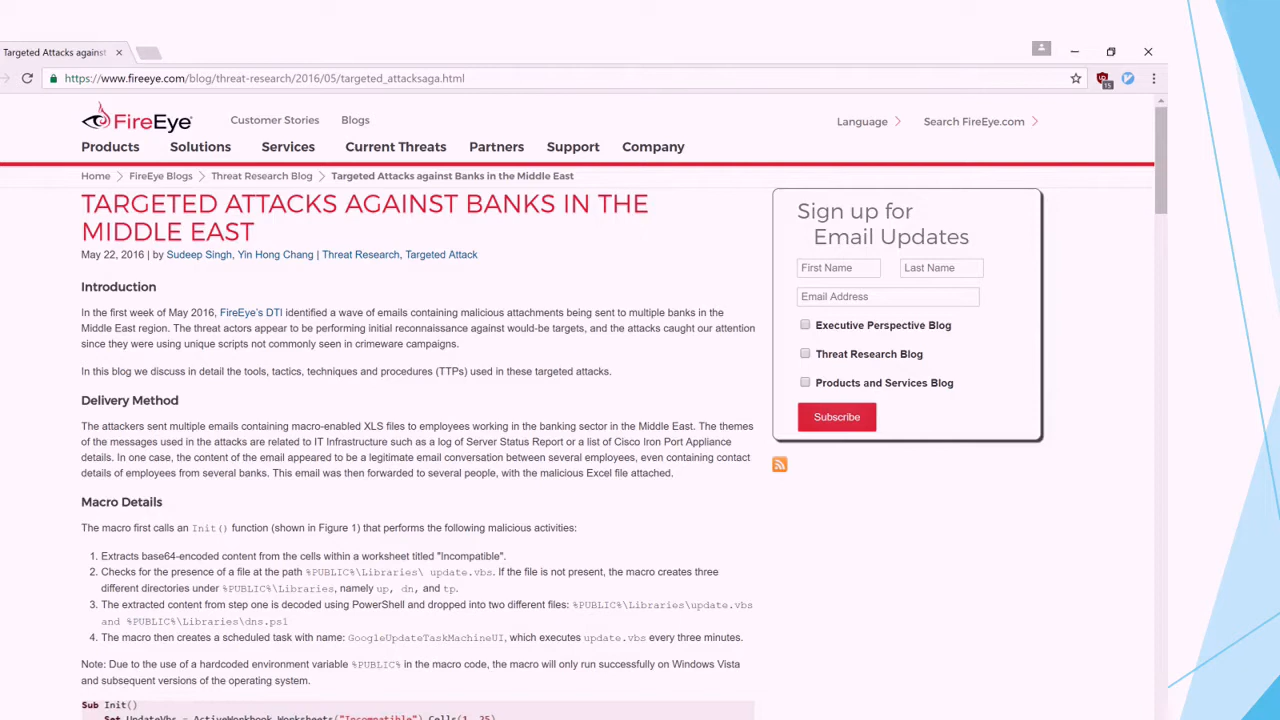 Targeted Attacks against
https://www.fireeye.com/blog/threat-research/2016/05/targeted_attacksaga.html
15
FireEye
Customer Stories
Blogs
Language
Search FireEye.com
Products
Solutions
Services
Current Threats
Partners
Support
Company
Home > FireEye Blogs > Threat Research Blog > Targeted Attacks against Banks in the Middle East
TARGETED ATTACKS AGAINST BANKS IN THE
MIDDLE EAST
May 22, 2016 | by Sudeep Singh, Yin Hong Chang | Threat Research, Targeted Attack
Introduction
In the first week of May 2016, FireEye's DTI identified a wave of emails containing malicious attachments being sent to multiple banks in the
Middle East region. The threat actors appear to be performing initial reconnaissance against would-be targets, and the attacks caught our attention
since they were using unique scripts not commonly seen in crimeware campaigns.
In this blog we discuss in detail the tools, tactics, techniques and procedures (TTPs) used in these targeted attacks.
Delivery Method
The attackers sent multiple emails containing macro-enabled XLS files to employees working in the banking sector in the Middle East. The themes
of the messages used in the attacks are related to IT Infrastructure such as a log of Server Status Report or a list of Cisco Iron Port Appliance
details. In one case, the content of the email appeared to be a legitimate email conversation between several employees, even containing contact
details of employees from several banks. This email was then forwarded to several people, with the malicious Excel file attached.
Macro Details
The macro first calls an Init() function (shown in Figure 1) that performs the following malicious activities:
1. Extracts base64-encoded content from the cells within a worksheet titled "Incompatible".
2. Checks for the presence of a file at the path %PUBLIC%\Libraries\ update.vbs. If the file is not present, the macro creates three
different directories under %PUBLIC%\Libraries, namely up, dn, and tp.
3. The extracted content from step one is decoded using PowerShell and dropped into two different files: %PUBLIC%\Libraries\update.vbs
and %PUBLIC%\Libraries\dns.ps1
4. The macro then creates a scheduled task with name: GoogleUpdateTaskMachineUI, which executes update.vbs every three minutes.
Note: Due to the use of a hardcoded environment variable %PUBLIC% in the macro code, the macro will only run successfully on Windows Vista
and subsequent versions of the operating system.
Sub Init()
Set UpdateVbs = ActiveWorkbook.Worksheets("Incompatible").Cells(1, 25)
Sign up for
Email Updates
First Name
Last Name
Email Address
Executive Perspective Blog
Threat Research Blog
Products and Services Blog
Subscribe